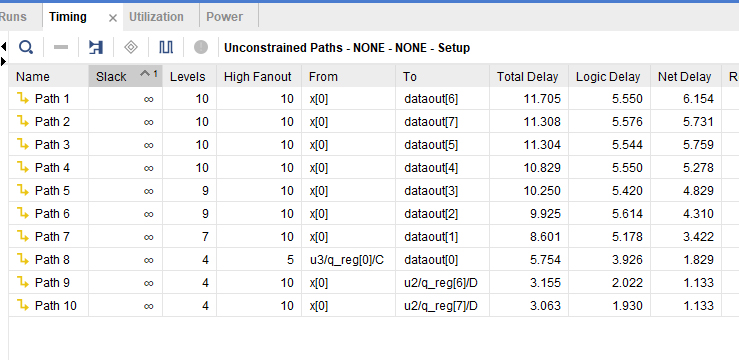 Runs Timing × Utilization Power
Unconstrained Paths - NONE - NONE - Setup
Name Slack ^ 1 Levels High Fanout From To Total Delay Logic Delay Net Delay R
Path 1 ∞ 10 10 x[0] dataout[6] 11.705 5.550 6.154
Path 2 ∞ 10 10 x[0] dataout[7] 11.308 5.576 5.731
Path 3 ∞ 10 10 x[0] dataout[5] 11.304 5.544 5.759
Path 4 ∞ 10 10 x[0] dataout[4] 10.829 5.550 5.278
Path 5 ∞ 9 10 x[0] dataout[3] 10.250 5.420 4.829
Path 6 ∞ 9 10 x[0] dataout[2] 9.925 5.614 4.310
Path 7 ∞ 7 10 x[0] dataout[1] 8.601 5.178 3.422
Path 8 ∞ 4 5 u3/q_reg[0]/C dataout[0] 5.754 3.926 1.829
Path 9 ∞ 4 10 x[0] u2/q_reg[6]/D 3.155 2.022 1.133
Path 10 ∞ 4 10 x[0] u2/q_reg[7]/D 3.063 1.930 1.133